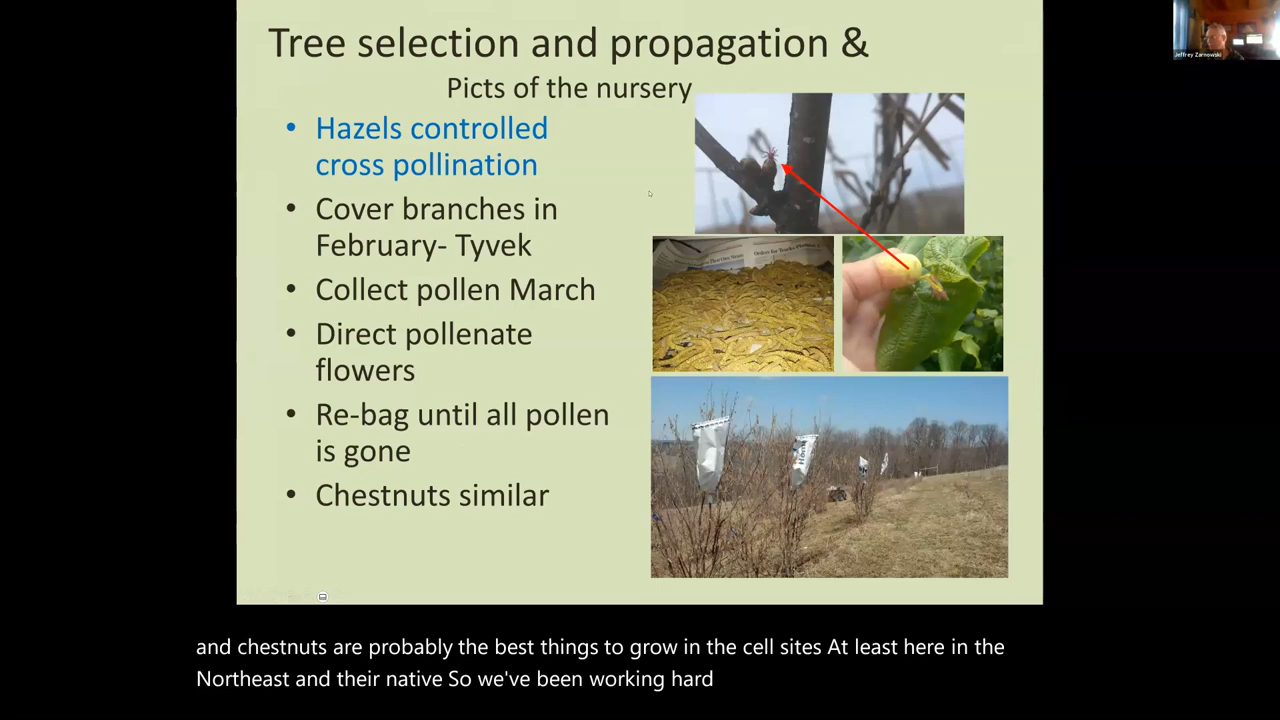 Tree selection and propagation &
Picts of the nursery
• Hazels controlled
cross pollination
• Cover branches in
February- Tyvek
• Collect pollen March
• Direct pollenate
flowers
• Re-bag until all pollen
is gone
• Chestnuts similar
Home
Jeffrey Zarnowski
and chestnuts are probably the best things to grow in the cell sites At least here in the
Northeast and their native So we've been working hard